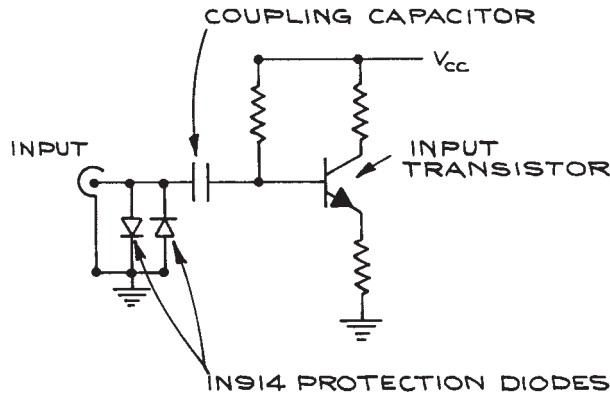 COUPLING CAPACITOR
VCC
INPUT
INPUT
TRANSISTOR
IN914 PROTECTION DIODES